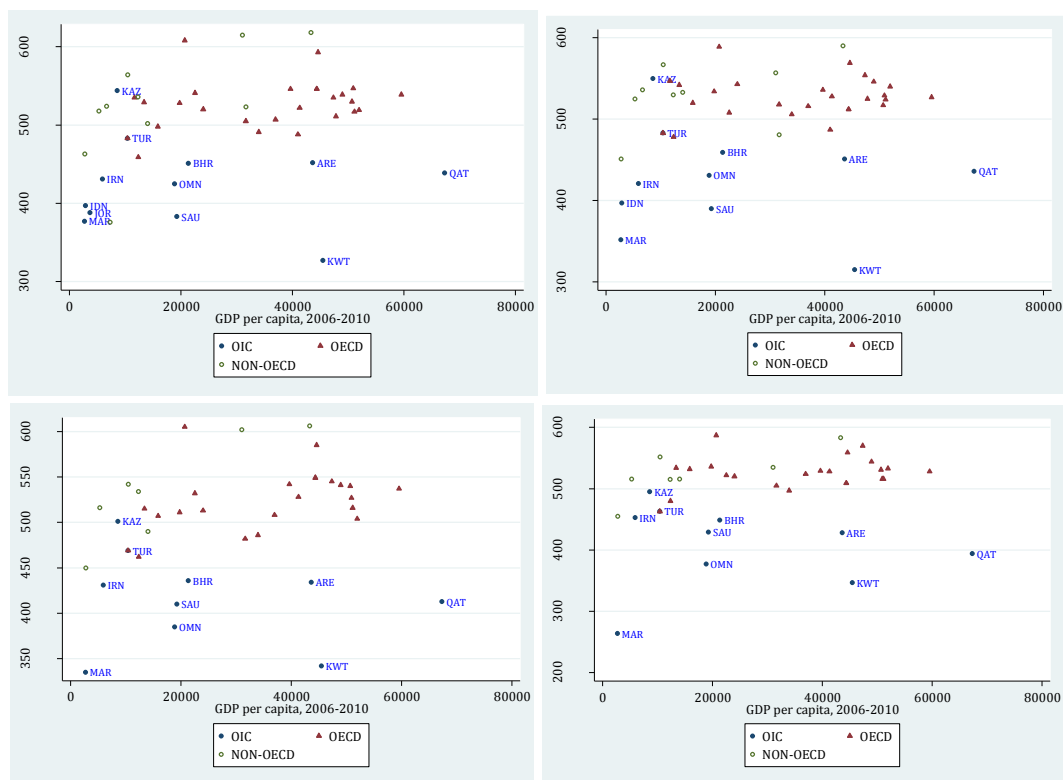 600
500
400
300
KAZ
TUR
BHR
ARE
QAT
IRN
OMN
IDN
JOR
MAR
SAU
KWT
0 20000 40000 60000 80000
GDP per capita, 2006-2010
OIC OECD
NON-OECD
600
500
400
300
KAZ
TUR
BHR
ARE
QAT
IRN
OMN
IDN
SAU
MAR
KWT
0 20000 40000 60000 80000
GDP per capita, 2006-2010
OIC OECD
NON-OECD
600
550
500
450
400
350
KAZ
TUR
IRN
BHR
ARE
SAU
QAT
OMN
MAR
KWT
0 20000 40000 60000 80000
GDP per capita, 2006-2010
OIC OECD
NON-OECD
600
500
400
300
200
KAZ
TUR
IRN
BHR
SAU
ARE
QAT
OMN
KWT
MAR
0 20000 40000 60000 80000
GDP per capita, 2006-2010
OIC OECD
NON-OECD